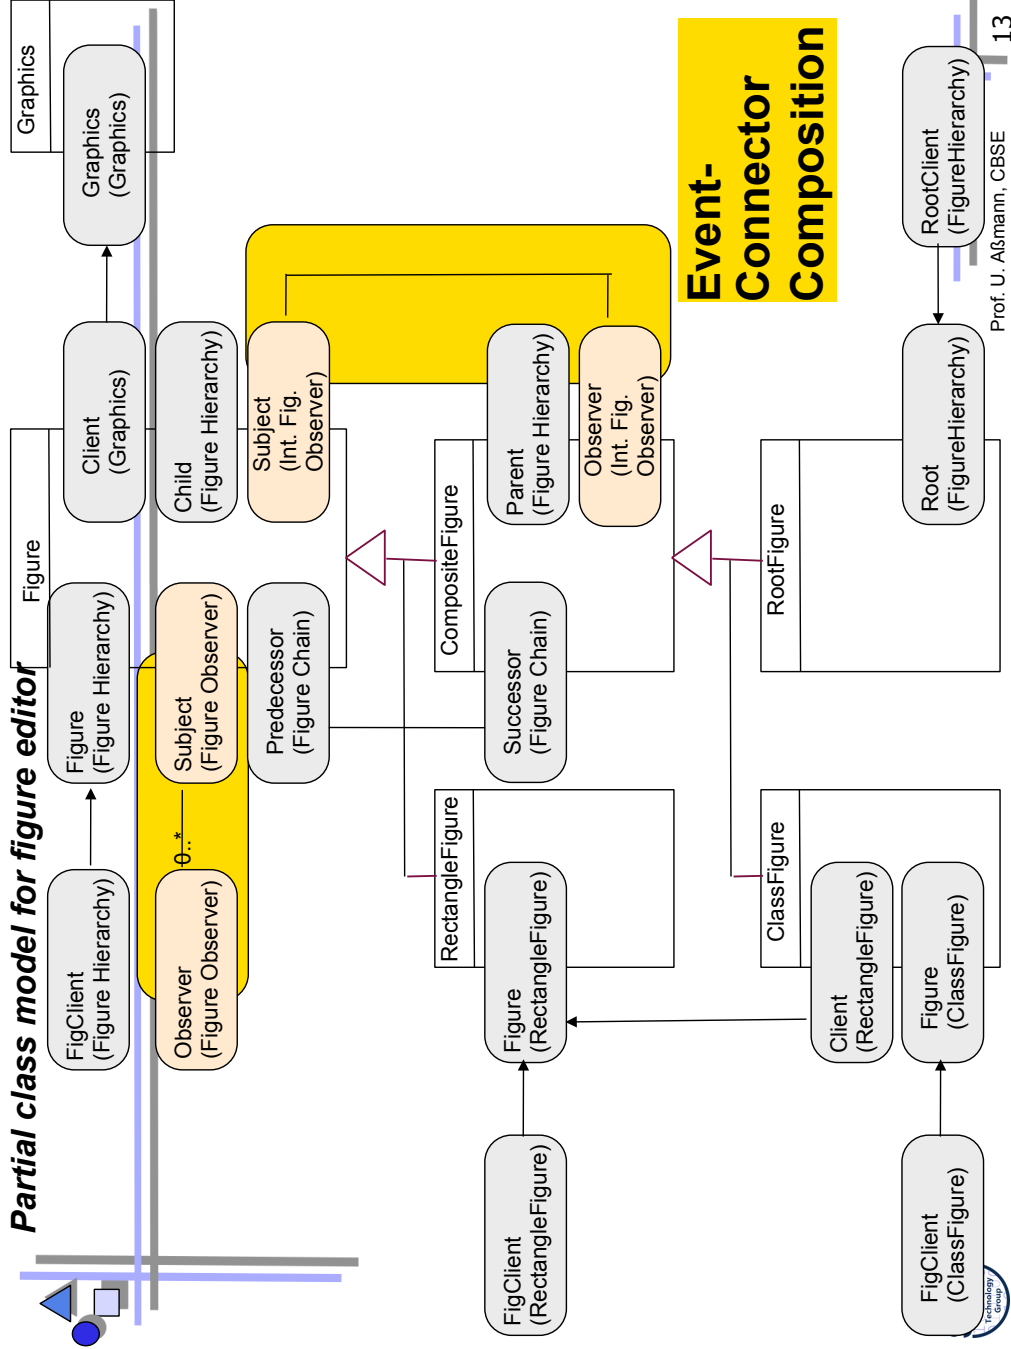 Partial class model for figure editor
FigClient
(Figure Hierarchy)
Figure
(Figure Hierarchy)
Figure
Client
(Graphics)
Graphics
(Graphics)
Graphics
Observer
(Figure Observer)
0..*
Subject
(Figure Observer)
Child
(Figure Hierarchy)
Predecessor
(Figure Chain)
Subject
(Int. Fig.
Observer)
RectangleFigure
CompositeFigure
FigClient
(RectangleFigure)
Figure
(RectangleFigure)
Successor
(Figure Chain)
Parent
(Figure Hierarchy)
Observer
(Int. Fig.
Observer)
Event-
Connector
Composition
ClassFigure
RootFigure
Client
(RectangleFigure)
FigClient
(ClassFigure)
Figure
(ClassFigure)
Root
(FigureHierarchy)
RootClient
(FigureHierarchy)
Technology
Group
Prof. U. Aßmann, CBSE
13